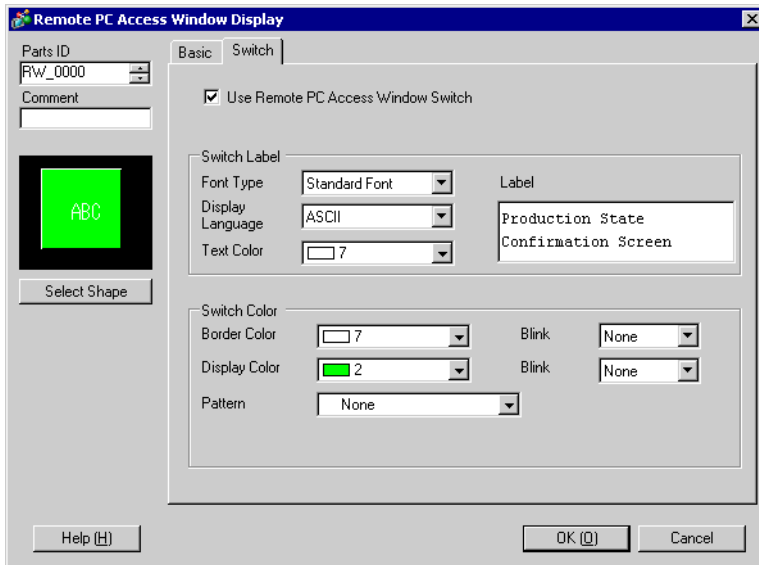 Remote PC Access Window Display
Parts ID
RW_0000
Comment
ABC
Select Shape
Basic
Switch
Use Remote PC Access Window Switch
Switch Label
Font Type
Standard Font
Label
Display
Language
ASCII
Production State
Confirmation Screen
Text Color
7
Switch Color
Border Color
7
Blink
None
Display Color
2
Blink
None
Pattern
None
Help (H)
OK (O)
Cancel